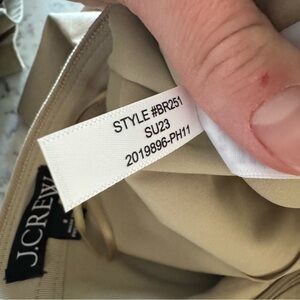 STYLE #BR251
SU23
2019896-PH11
J.CREW